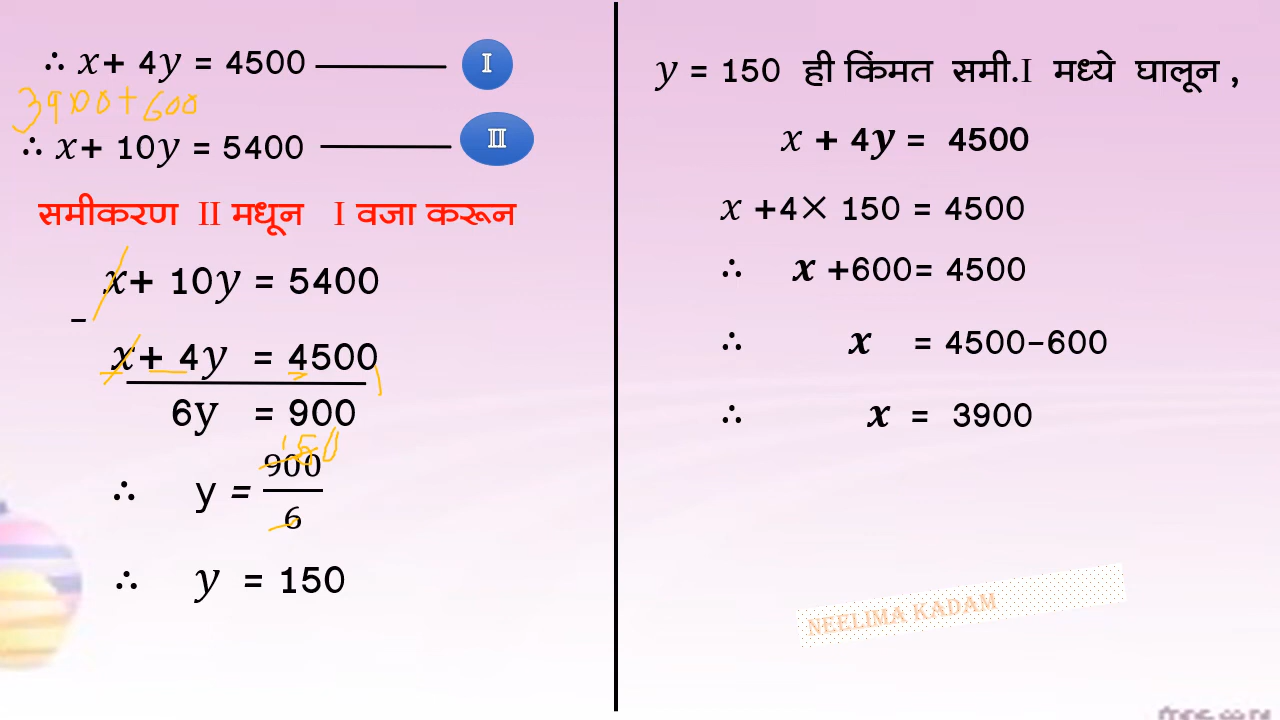 ∴ x+ 4y = 4500 I
3900+600
∴ x+ 10y = 5400 II
समीकरण II मधून I वजा करून
x+ 10y = 5400
–
x+ 4y = 4500
6y = 900
150
∴ y = 900/6
∴ y = 150
y = 150 ही किंमत समी.I मध्ये घालून ,
x + 4y = 4500
x +4× 150 = 4500
∴ x +600= 4500
∴ x = 4500–600
∴ x = 3900
NEELIMA KADAM